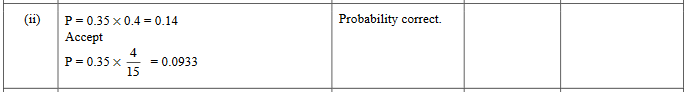 (ii)
P = 0.35 × 0.4 = 0.14
Probability correct.
Accept
P = 0.35 × 4/15 = 0.0933